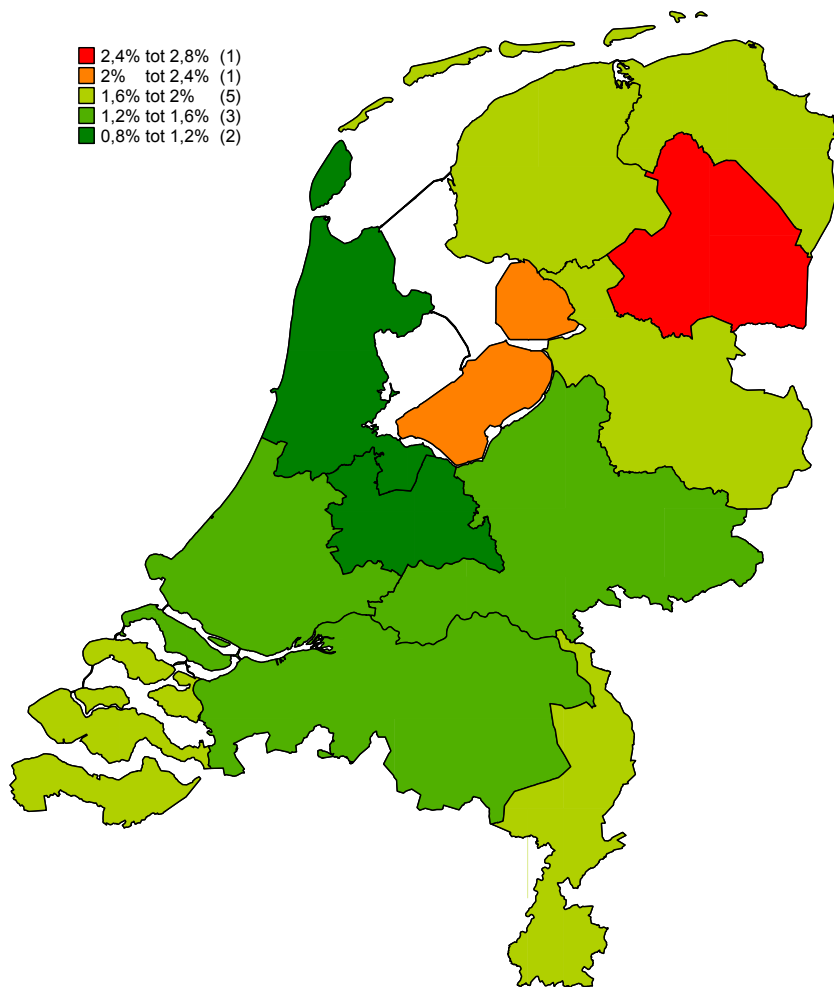 2,4% tot 2,8% (1)
2% tot 2,4% (1)
1,6% tot 2% (5)
1,2% tot 1,6% (3)
0,8% tot 1,2% (2)